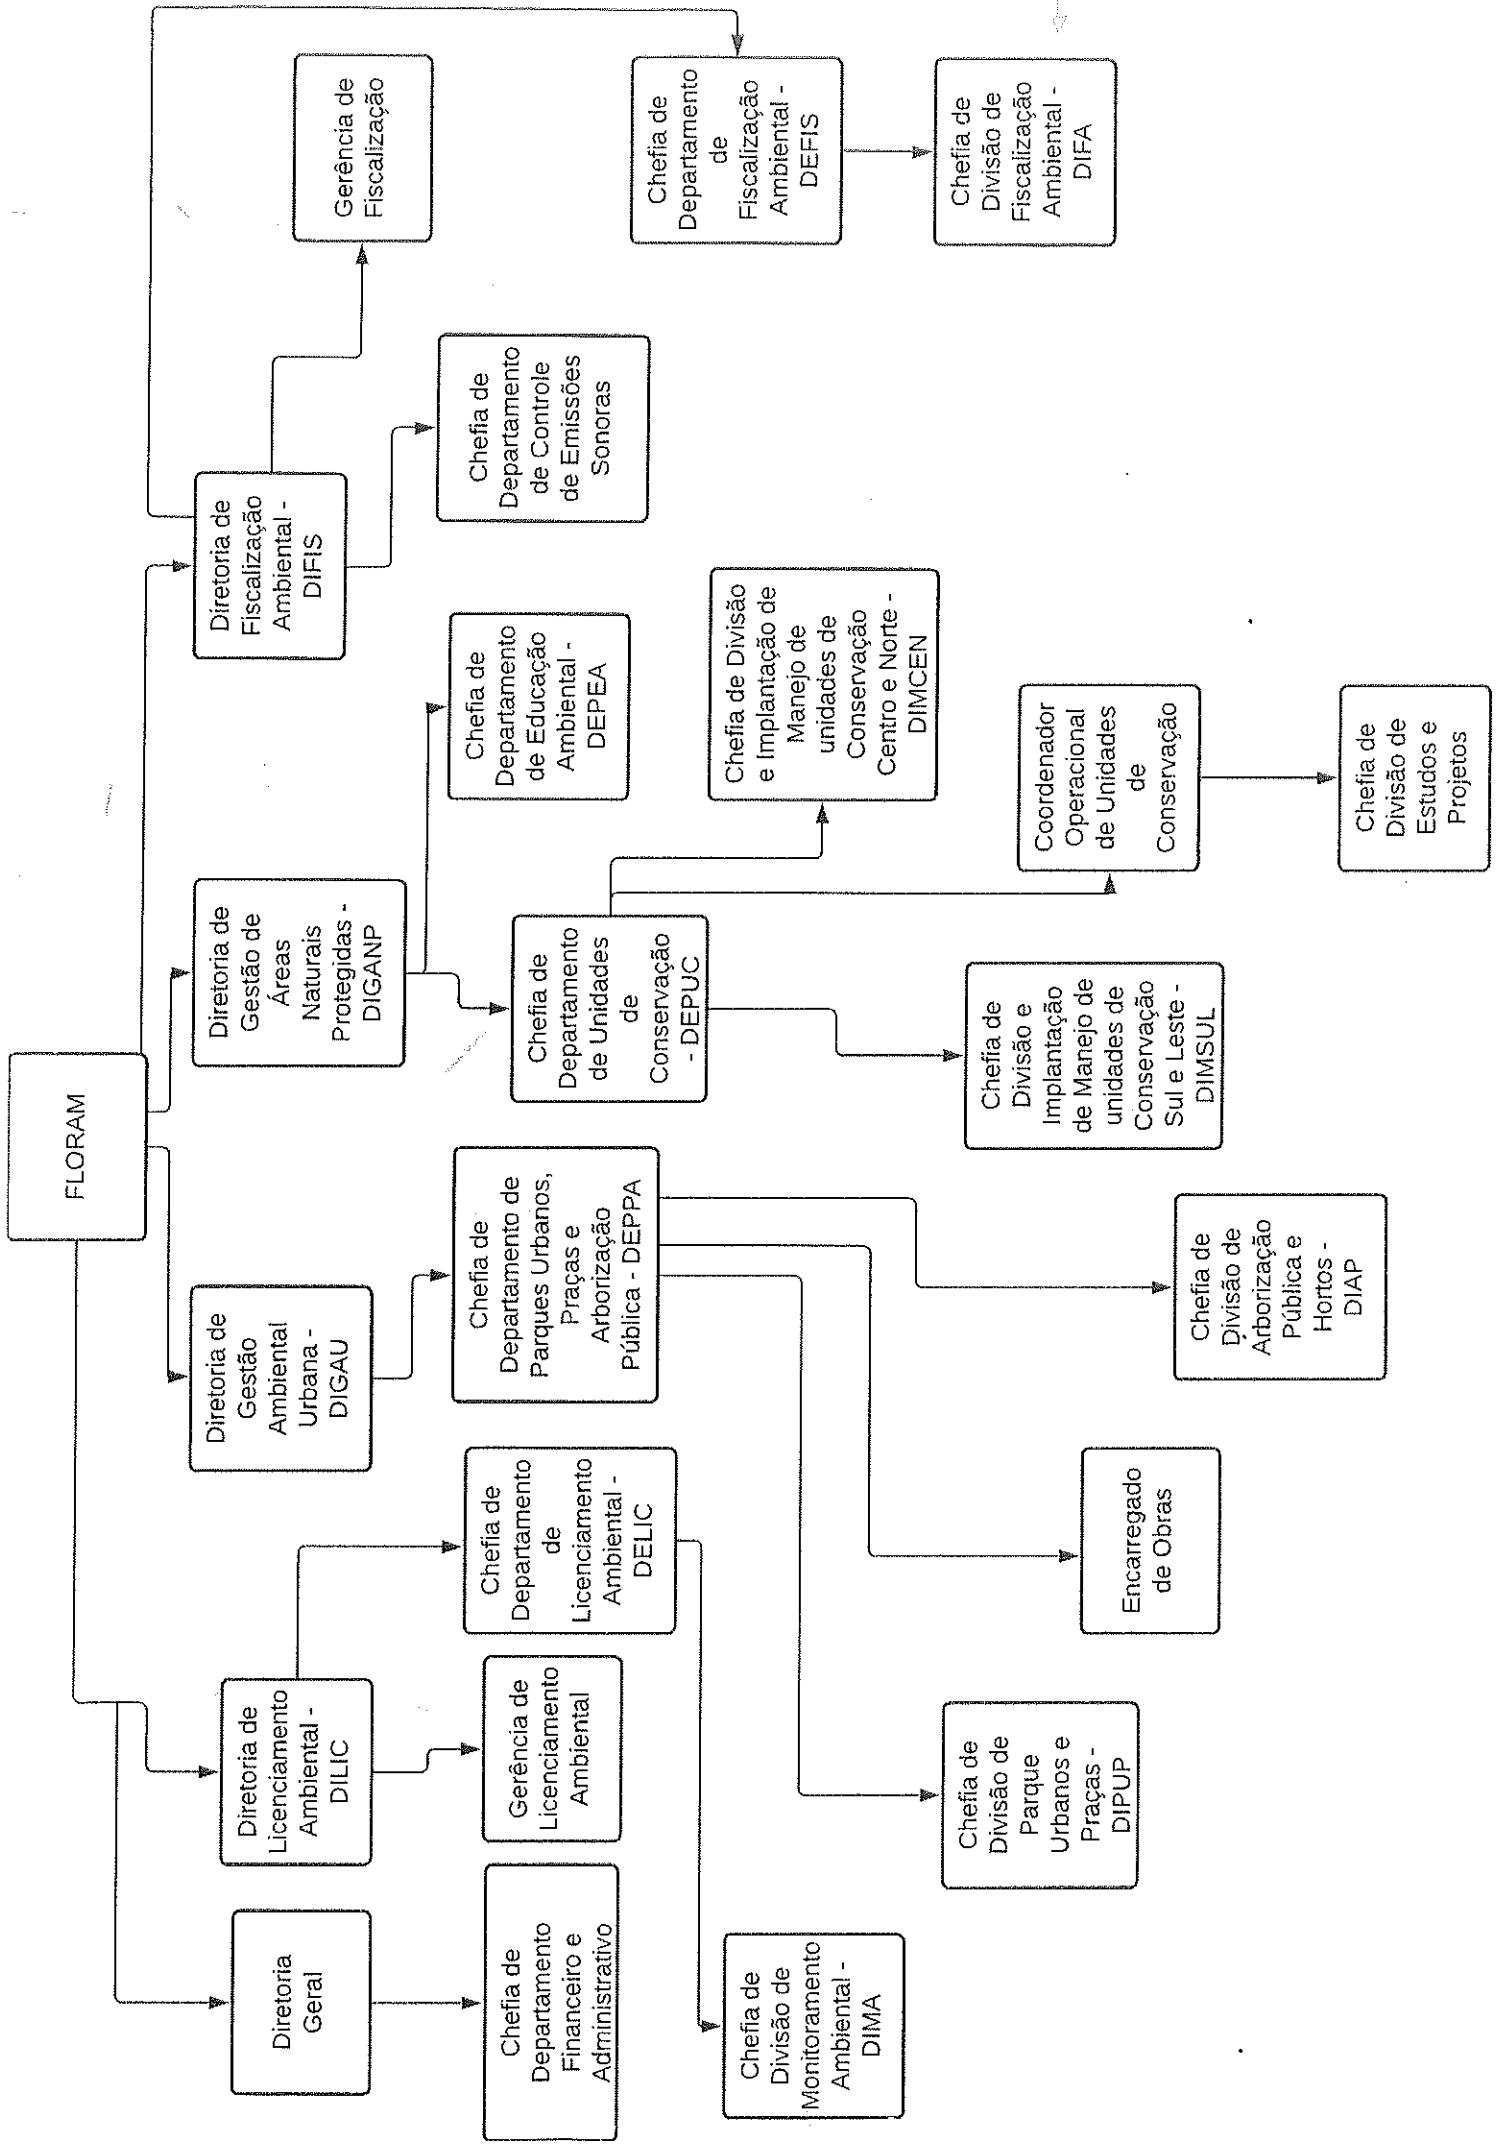 FLORAM
Diretoria
Geral
Diretoria de
Licenciamento
Ambiental -
DILIC
Diretoria de
Gestão
Ambiental
Urbana -
DIGAU
Diretoria de
Gestão de
Áreas
Naturais
Protegidas -
DIGANP
Diretoria de
Fiscalização
Ambiental -
DIFIS
Chefia de
Departamento
Financeiro e
Administrativo
Gerência de
Licenciamento
Ambiental
Chefia de
Departamento
de
Licenciamento
Ambiental -
DELIC
Chefia de
Departamento de
Parques Urbanos,
Praças e
Arborização
Pública - DEPPA
Chefia de
Departamento
de Unidades
de
Conservação
- DEPUC
Chefia de
Departamento
de Educação
Ambiental -
DEPEA
Chefia de
Departamento
de Controle
de Emissões
Sonoras
Gerência de
Fiscalização
Chefia de
Departamento
de
Fiscalização
Ambiental -
DEFIS
Chefia de
Divisão de
Monitoramento
Ambiental -
DIMA
Chefia de
Divisão de
Parque
Urbanos e
Praças -
DIPUP
Encarregado
de Obras
Chefia de
Divisão de
Arborização
Pública e
Hortos -
DIAP
Chefia de
Divisão e
Implantação
de Manejo de
unidades de
Conservação
Sul e Leste -
DIMSUL
Chefia de Divisão
e Implantação de
Manejo de
unidades de
Conservação
Centro e Norte -
DIMCEN
Coordenador
Operacional
de Unidades
de
Conservação
Chefia de
Divisão de
Estudos e
Projetos
Chefia de
Divisão de
Fiscalização
Ambiental -
DIFA